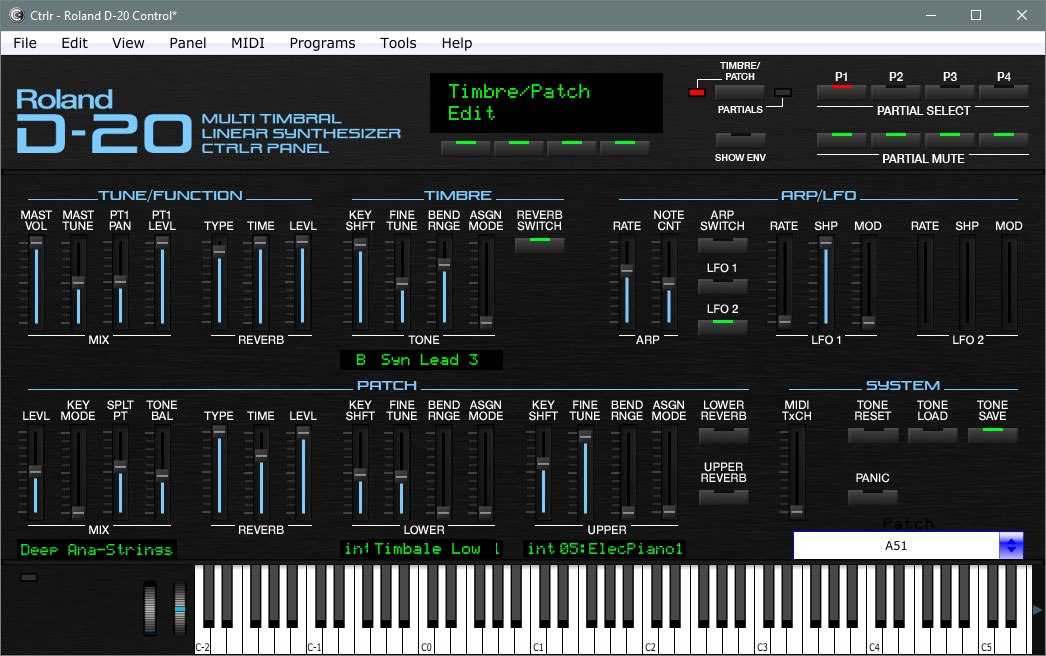 Ctrlr - Roland D-20 Control*
File Edit View Panel MIDI Programs Tools Help
Roland
D-20
MULTI TIMBRAL
LINEAR SYNTHESIZER
CTRLR PANEL
Timbre/Patch
Edit
TIMBRE/
PATCH
PARTIALS
SHOW ENV
P1 P2 P3 P4
PARTIAL SELECT
PARTIAL MUTE
TUNE/FUNCTION
MAST MAST PT1 PT1
VOL TUNE PAN LEVL TYPE TIME LEVL
MIX REVERB
TIMBRE
KEY FINE BEND ASGN REVERB
SHFT TUNE RNGE MODE SWITCH
TONE
B Syn Lead 3
ARP/LFO
RATE NOTE CNT
ARP
SWITCH
LFO 1
LFO 2
ARP
RATE SHP MOD
LFO 1
RATE SHP MOD
LFO 2
PATCH
LEVL KEY SPLT TONE
MODE PT BAL
TYPE TIME LEVL
MIX REVERB
KEY FINE BEND ASGN
SHFT TUNE RNGE MODE
LOWER
KEY FINE BEND ASGN
SHFT TUNE RNGE MODE
UPPER
LOWER
REVERB
UPPER
REVERB
Deep Ana-Strings
Timbale Low 1
int 05:ElecPiano1
SYSTEM
MIDI TONE TONE TONE
TxCH RESET LOAD SAVE
PANIC
Patch
A51
C-2 C-1 C0 C1 C2 C3 C4 C5